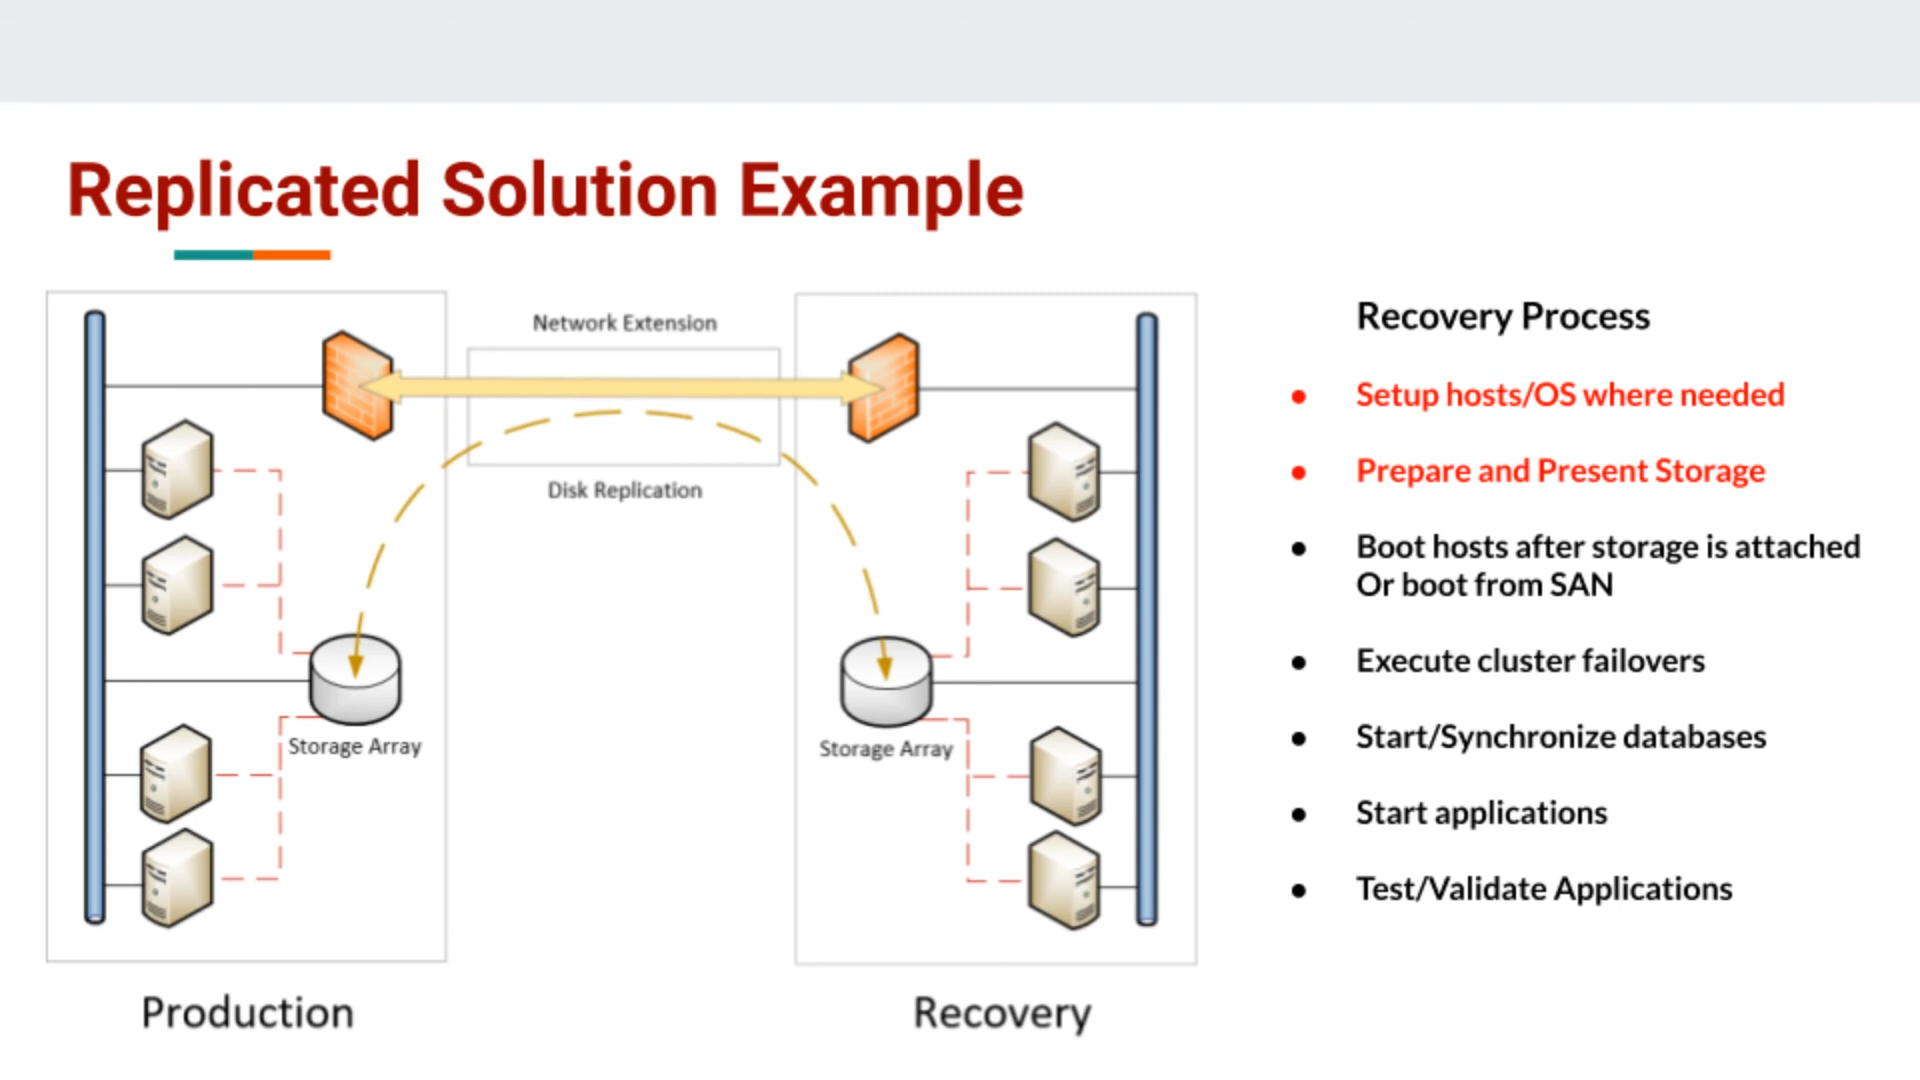 Replicated Solution Example
Network Extension
Disk Replication
Storage Array
Storage Array
Production
Recovery
Recovery Process
● Setup hosts/OS where needed
● Prepare and Present Storage
● Boot hosts after storage is attached
Or boot from SAN
● Execute cluster failovers
● Start/Synchronize databases
● Start applications
● Test/Validate Applications